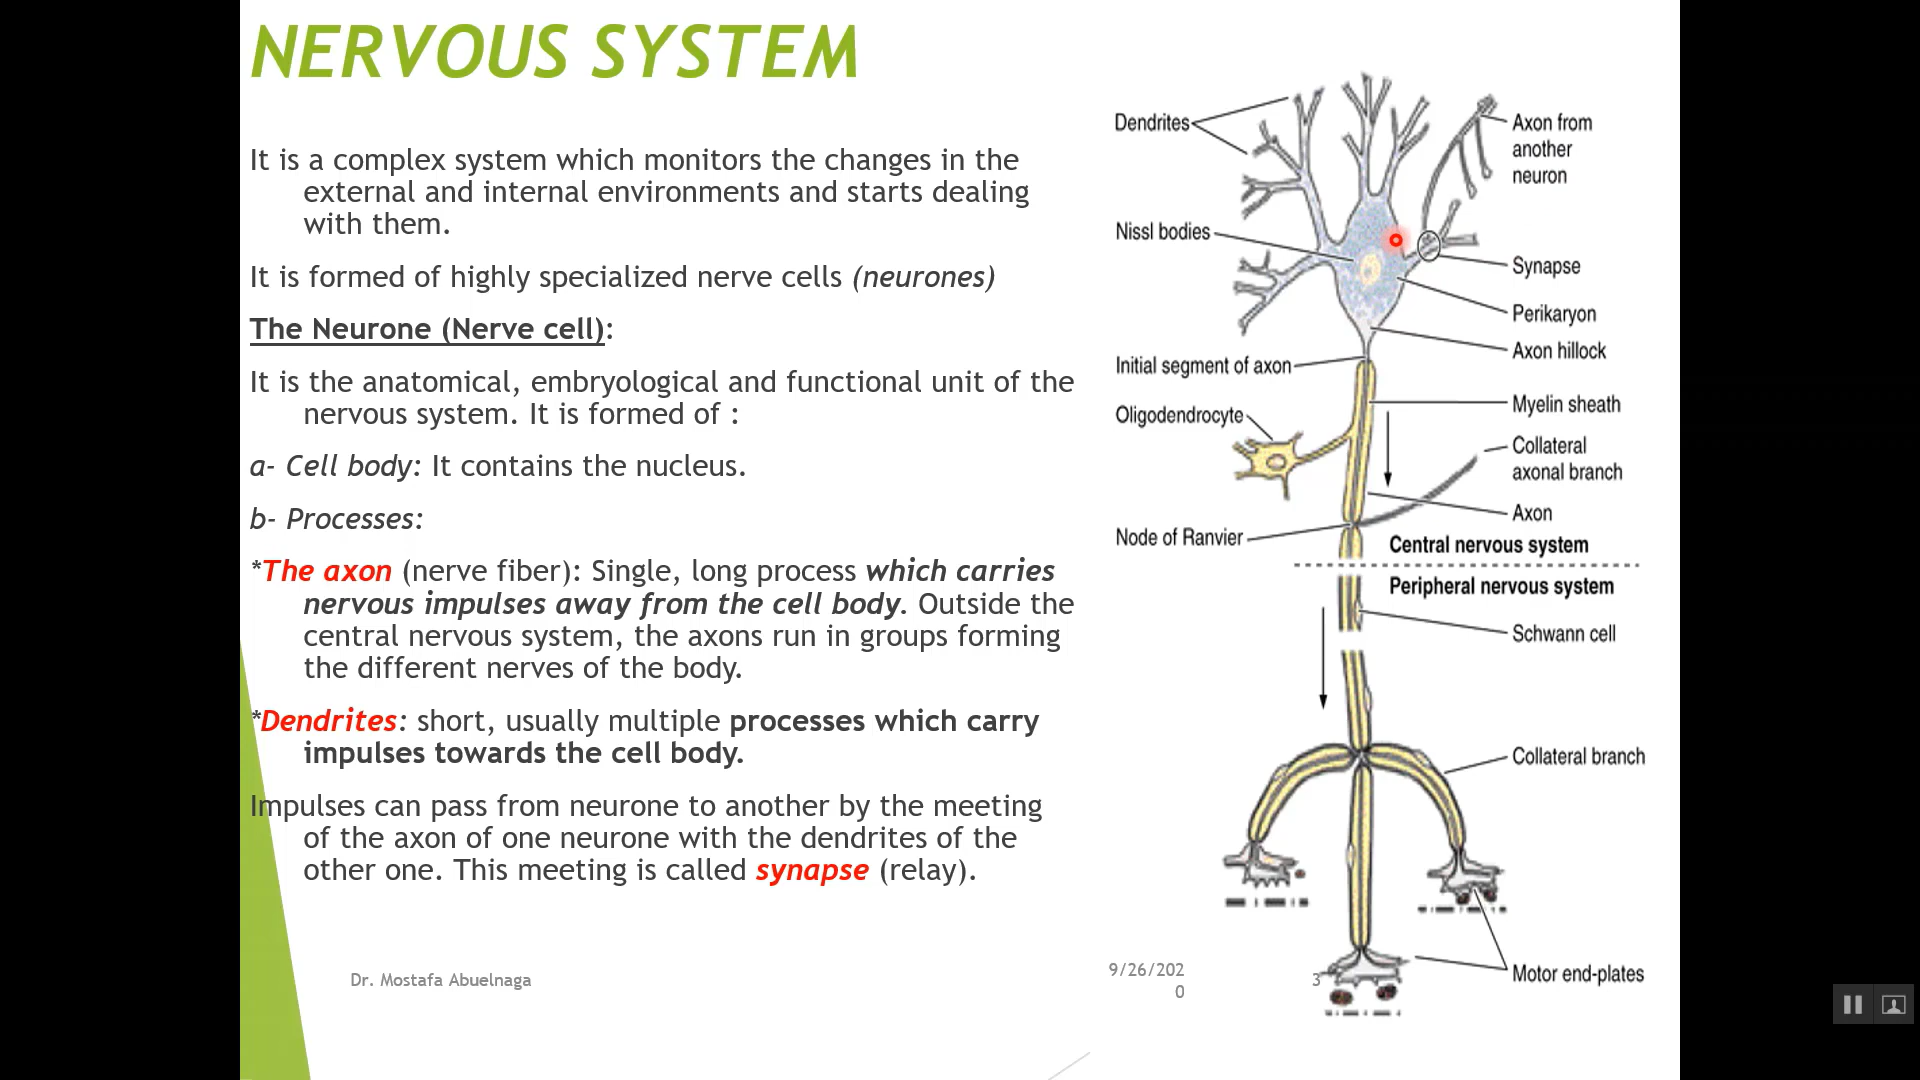 NERVOUS SYSTEM
It is a complex system which monitors the changes in the
external and internal environments and starts dealing
with them.
It is formed of highly specialized nerve cells (neurones)
The Neurone (Nerve cell):
It is the anatomical, embryological and functional unit of the
nervous system. It is formed of :
a- Cell body: It contains the nucleus.
b- Processes:
*The axon (nerve fiber): Single, long process which carries
nervous impulses away from the cell body. Outside the
central nervous system, the axons run in groups forming
the different nerves of the body.
*Dendrites: short, usually multiple processes which carry
impulses towards the cell body.
Impulses can pass from neurone to another by the meeting
of the axon of one neurone with the dendrites of the
other one. This meeting is called synapse (relay).
Dendrites
Axon from
another
neuron
Nissl bodies
Synapse
Perikaryon
Axon hillock
Initial segment of axon
Myelin sheath
Oligodendrocyte
Collateral
axonal branch
Axon
Node of Ranvier
Central nervous system
Peripheral nervous system
Schwann cell
Collateral branch
Motor end-plates
Dr. Mostafa Abuelnaga
9/26/202
0
3